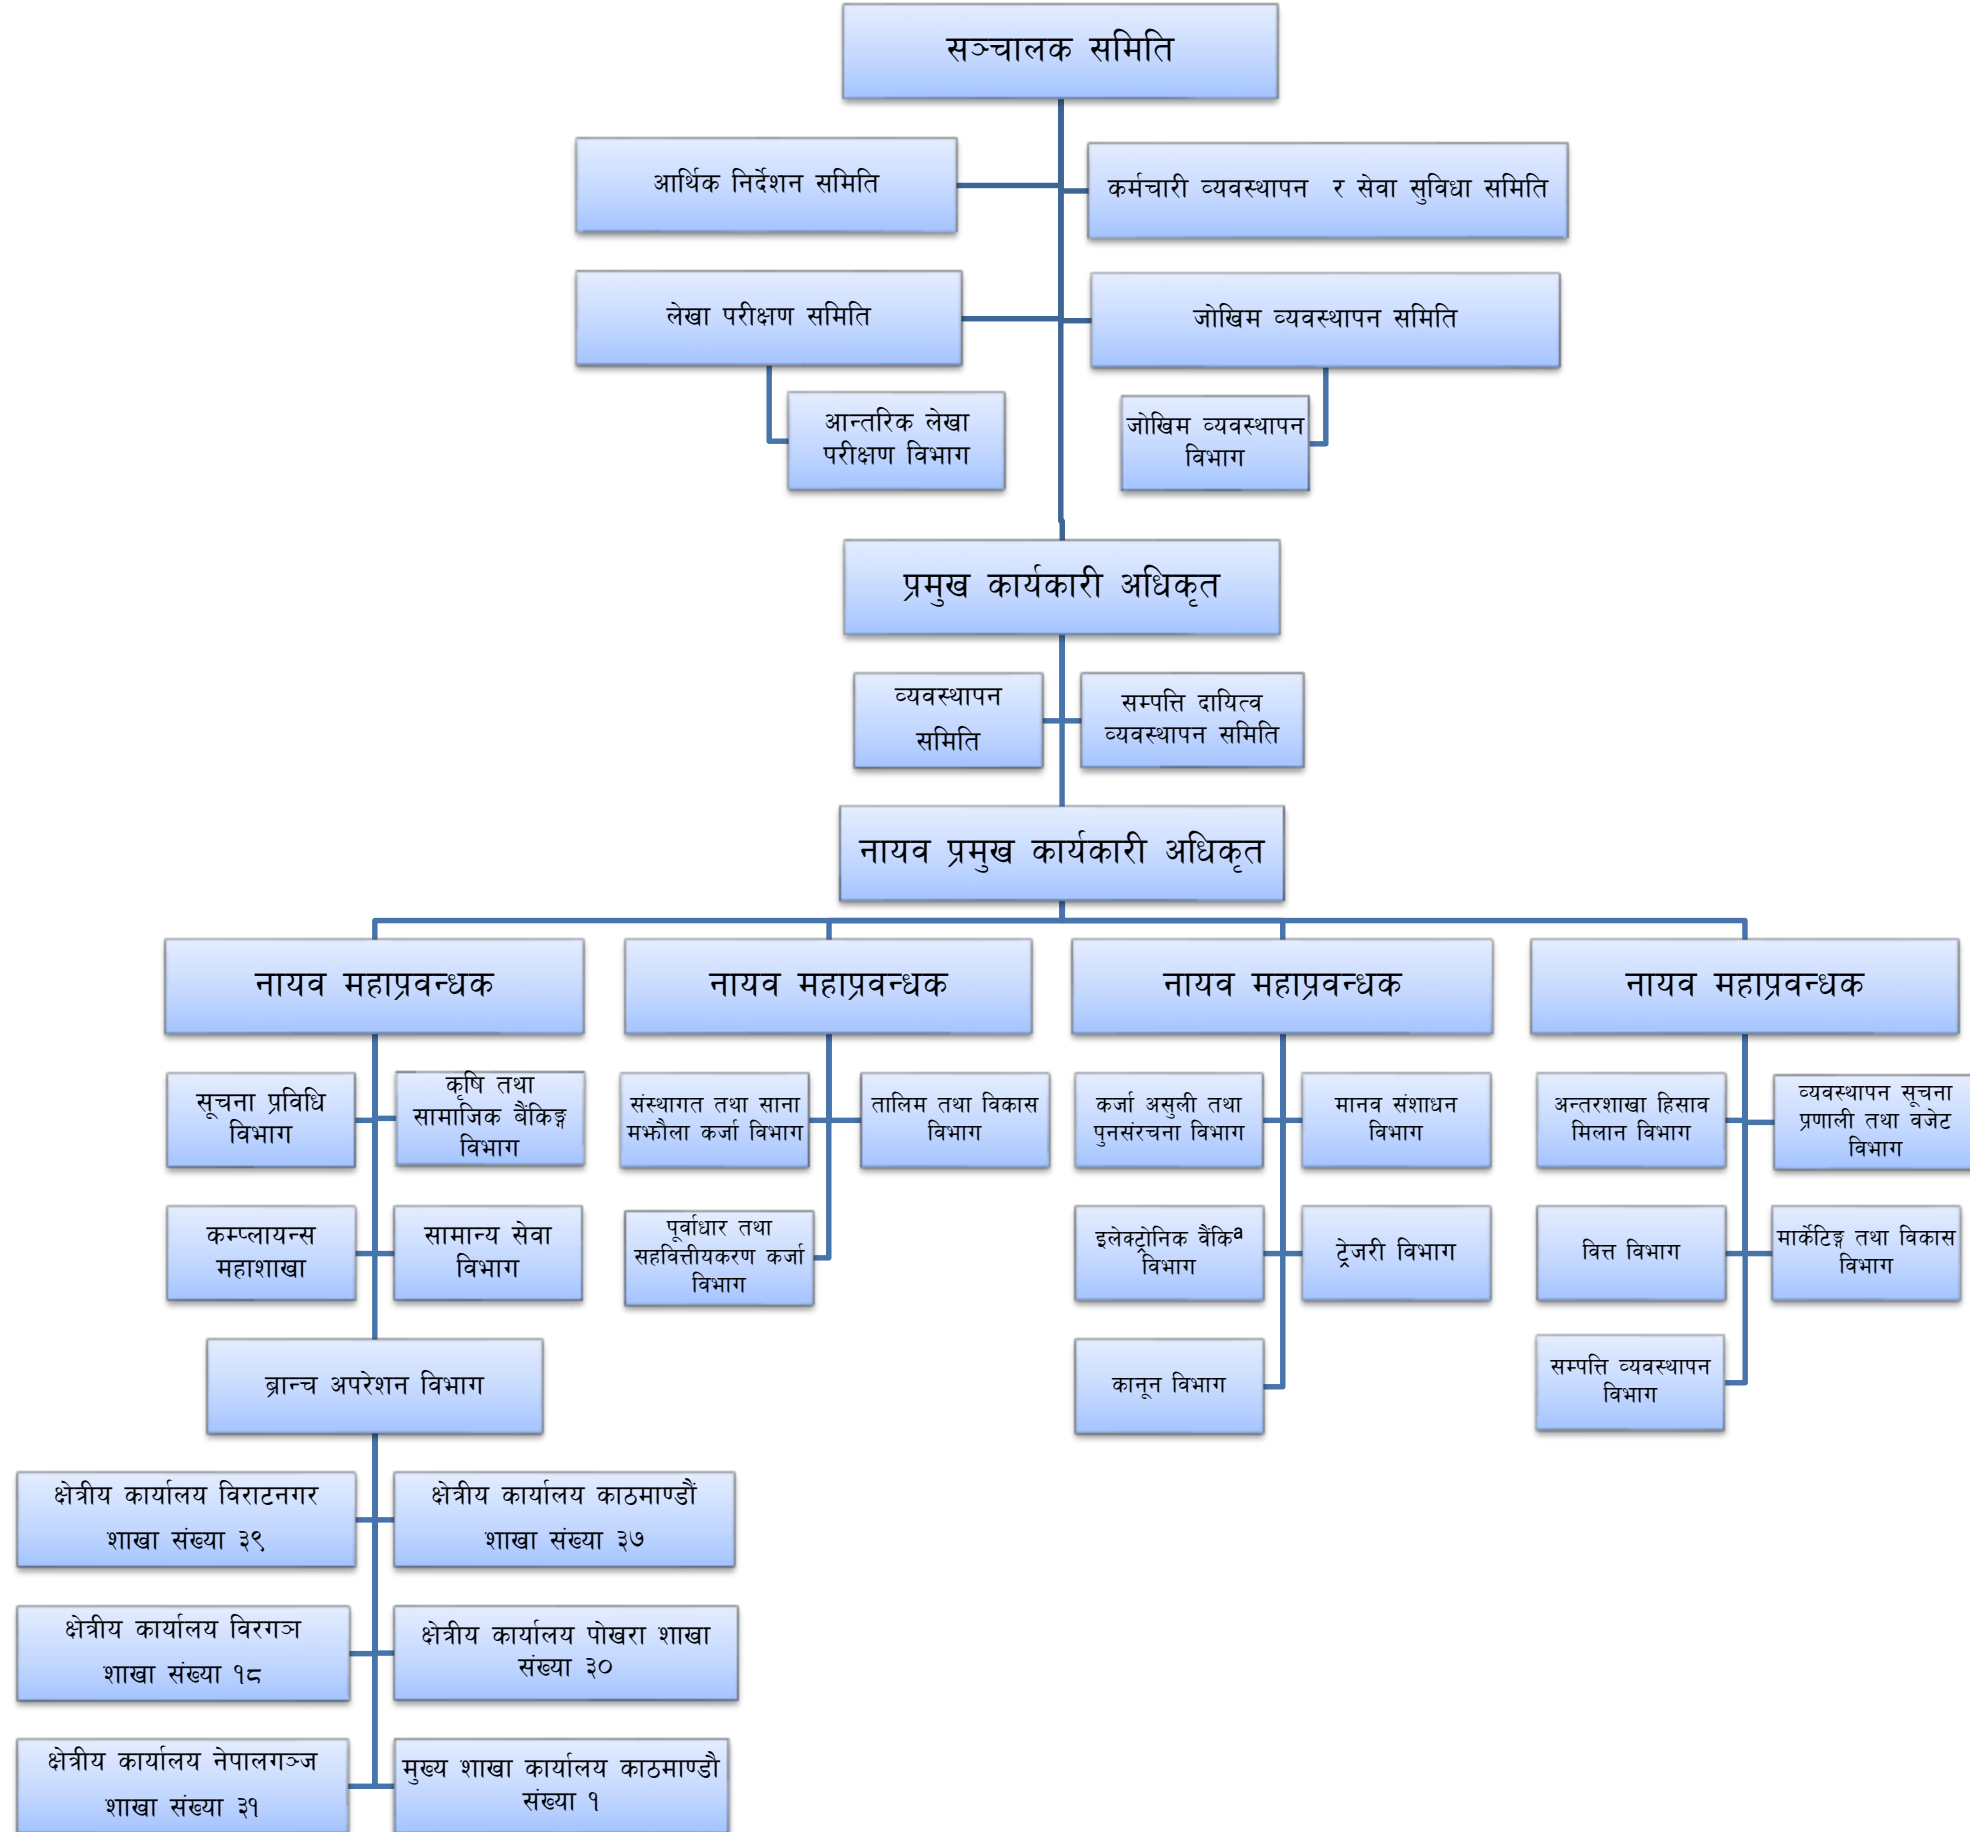 सञ्चालक समिति
आर्थिक निर्देशन समिति
कर्मचारी व्यवस्थापन र सेवा सुविधा समिति
लेखा परीक्षण समिति
जोखिम व्यवस्थापन समिति
आन्तरिक लेखा
परीक्षण विभाग
जोखिम व्यवस्थापन
विभाग
प्रमुख कार्यकारी अधिकृत
व्यवस्थापन
समिति
सम्पत्ति दायित्व
व्यवस्थापन समिति
नायव प्रमुख कार्यकारी अधिकृत
नायव महाप्रवन्धक
नायव महाप्रवन्धक
नायव महाप्रवन्धक
नायव महाप्रवन्धक
सूचना प्रविधि
विभाग
कृषि तथा
सामाजिक बैंकिङ्ग
विभाग
संस्थागत तथा साना
मझौला कर्जा विभाग
तालिम तथा विकास
विभाग
कर्जा असुली तथा
पुनसंरचना विभाग
मानव संशाधन
विभाग
अन्तरशाखा हिसाव
मिलान विभाग
व्यवस्थापन सूचना
प्रणाली तथा वजेट
विभाग
कम्प्लायन्स
महाशाखा
सामान्य सेवा
विभाग
पूर्वाधार तथा
सहवित्तीयकरण कर्जा
विभाग
इलेक्ट्रोनिक वैंकिª
विभाग
ट्रेजरी विभाग
वित्त विभाग
मार्केटिङ्ग तथा विकास
विभाग
ब्रान्च अपरेशन विभाग
कानून विभाग
सम्पत्ति व्यवस्थापन
विभाग
क्षेत्रीय कार्यालय विराटनगर
शाखा संख्या ३९
क्षेत्रीय कार्यालय काठमाण्डौं
शाखा संख्या ३७
क्षेत्रीय कार्यालय विरगञ
शाखा संख्या १८
क्षेत्रीय कार्यालय पोखरा शाखा
संख्या ३०
क्षेत्रीय कार्यालय नेपालगञ्ज
शाखा संख्या ३१
मुख्य शाखा कार्यालय काठमाण्डौ
संख्या १